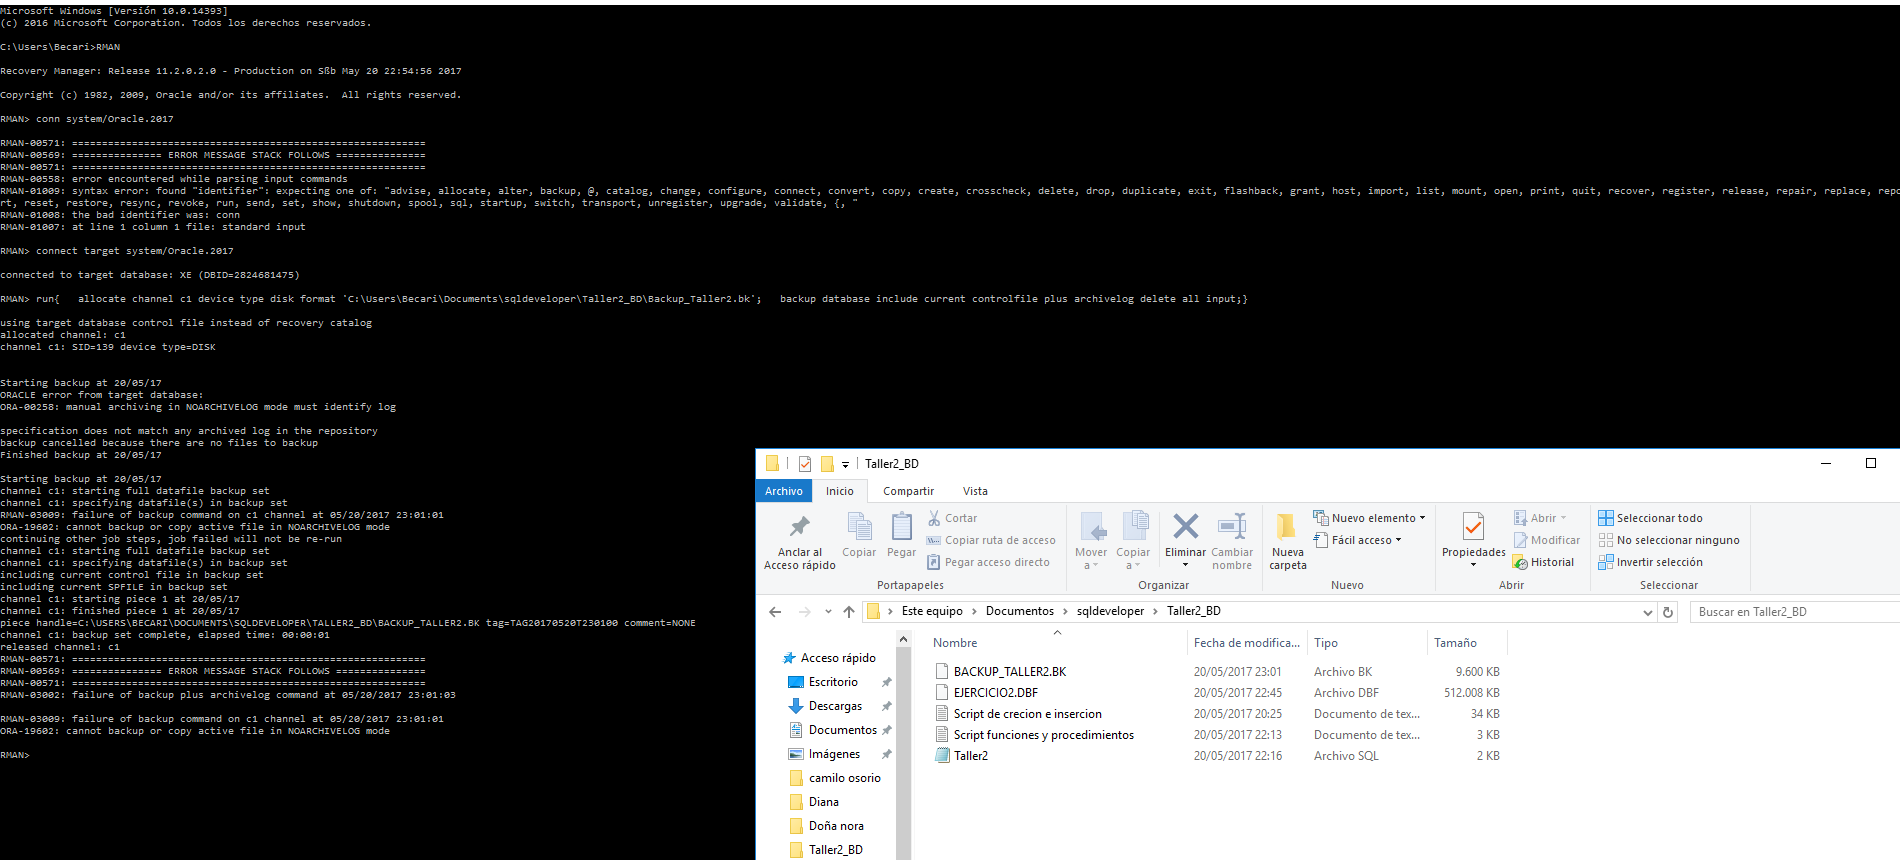 Microsoft Windows [Versión 10.0.14393]
(c) 2016 Microsoft Corporation. Todos los derechos reservados.
C:\Users\Becari>RMAN
Recovery Manager: Release 11.2.0.2.0 - Production on Sßb May 20 22:54:56 2017
Copyright (c) 1982, 2009, Oracle and/or its affiliates.  All rights reserved.
RMAN> conn system/Oracle.2017
RMAN-00571: ===========================================================
RMAN-00569: =============== ERROR MESSAGE STACK FOLLOWS ===============
RMAN-00571: ===========================================================
RMAN-00558: error encountered while parsing input commands
RMAN-01009: syntax error: found "identifier": expecting one of: "advise, allocate, alter, backup, @, catalog, change, configure, connect, convert, copy, create, crosscheck, delete, drop, duplicate, exit, flashback, grant, host, import, list, mount, open, print, quit, recover, register, release, repair, replace, repo
rt, reset, restore, resync, revoke, run, send, set, show, shutdown, spool, sql, startup, switch, transport, unregister, upgrade, validate, {, "
RMAN-01008: the bad identifier was: conn
RMAN-01007: at line 1 column 1 file: standard input
RMAN> connect target system/Oracle.2017
connected to target database: XE (DBID=2824681475)
RMAN> run{   allocate channel c1 device type disk format 'C:\Users\Becari\Documents\sqldeveloper\Taller2_BD\Backup_Taller2.bk';   backup database include current controlfile plus archivelog delete all input;}
using target database control file instead of recovery catalog
allocated channel: c1
channel c1: SID=139 device type=DISK
Starting backup at 20/05/17
ORACLE error from target database:
ORA-00258: manual archiving in NOARCHIVELOG mode must identify log
specification does not match any archived log in the repository
backup cancelled because there are no files to backup
Finished backup at 20/05/17
Starting backup at 20/05/17
channel c1: starting full datafile backup set
channel c1: specifying datafile(s) in backup set
RMAN-03009: failure of backup command on c1 channel at 05/20/2017 23:01:01
ORA-19602: cannot backup or copy active file in NOARCHIVELOG mode
continuing other job steps, job failed will not be re-run
channel c1: starting full datafile backup set
channel c1: specifying datafile(s) in backup set
including current control file in backup set
including current SPFILE in backup set
channel c1: starting piece 1 at 20/05/17
channel c1: finished piece 1 at 20/05/17
piece handle=C:\USERS\BECARI\DOCUMENTS\SQLDEVELOPER\TALLER2_BD\BACKUP_TALLER2.BK tag=TAG20170520T230100 comment=NONE
channel c1: backup set complete, elapsed time: 00:00:01
released channel: c1
RMAN-00571: ===========================================================
RMAN-00569: =============== ERROR MESSAGE STACK FOLLOWS ===============
RMAN-00571: ===========================================================
RMAN-03002: failure of backup plus archivelog command at 05/20/2017 23:01:03
RMAN-03009: failure of backup command on c1 channel at 05/20/2017 23:01:01
ORA-19602: cannot backup or copy active file in NOARCHIVELOG mode
RMAN>
Taller2_BD
Archivo Inicio Compartir Vista
Anclar al Acceso rápido
Copiar
Pegar
Cortar
Copiar ruta de acceso
Pegar acceso directo
Portapapeles
Mover a
Copiar a
Eliminar
Cambiar nombre
Organizar
Nueva carpeta
Nuevo elemento
Fácil acceso
Nuevo
Propiedades
Abrir
Modificar
Historial
Abrir
Seleccionar todo
No seleccionar ninguno
Invertir selección
Seleccionar
Este equipo > Documentos > sqldeveloper > Taller2_BD
Buscar en Taller2_BD
Nombre Fecha de modifica... Tipo Tamaño
BACKUP_TALLER2.BK 20/05/2017 23:01 Archivo BK 9.600 KB
EJERCICIO2.DBF 20/05/2017 22:45 Archivo DBF 512.008 KB
Script de crecion e insercion 20/05/2017 20:25 Documento de tex... 34 KB
Script funciones y procedimientos 20/05/2017 22:13 Documento de tex... 3 KB
Taller2 20/05/2017 22:16 Archivo SQL 2 KB
Acceso rápido
Escritorio
Descargas
Documentos
Imágenes
camilo osorio
Diana
Doña nora
Taller2_BD